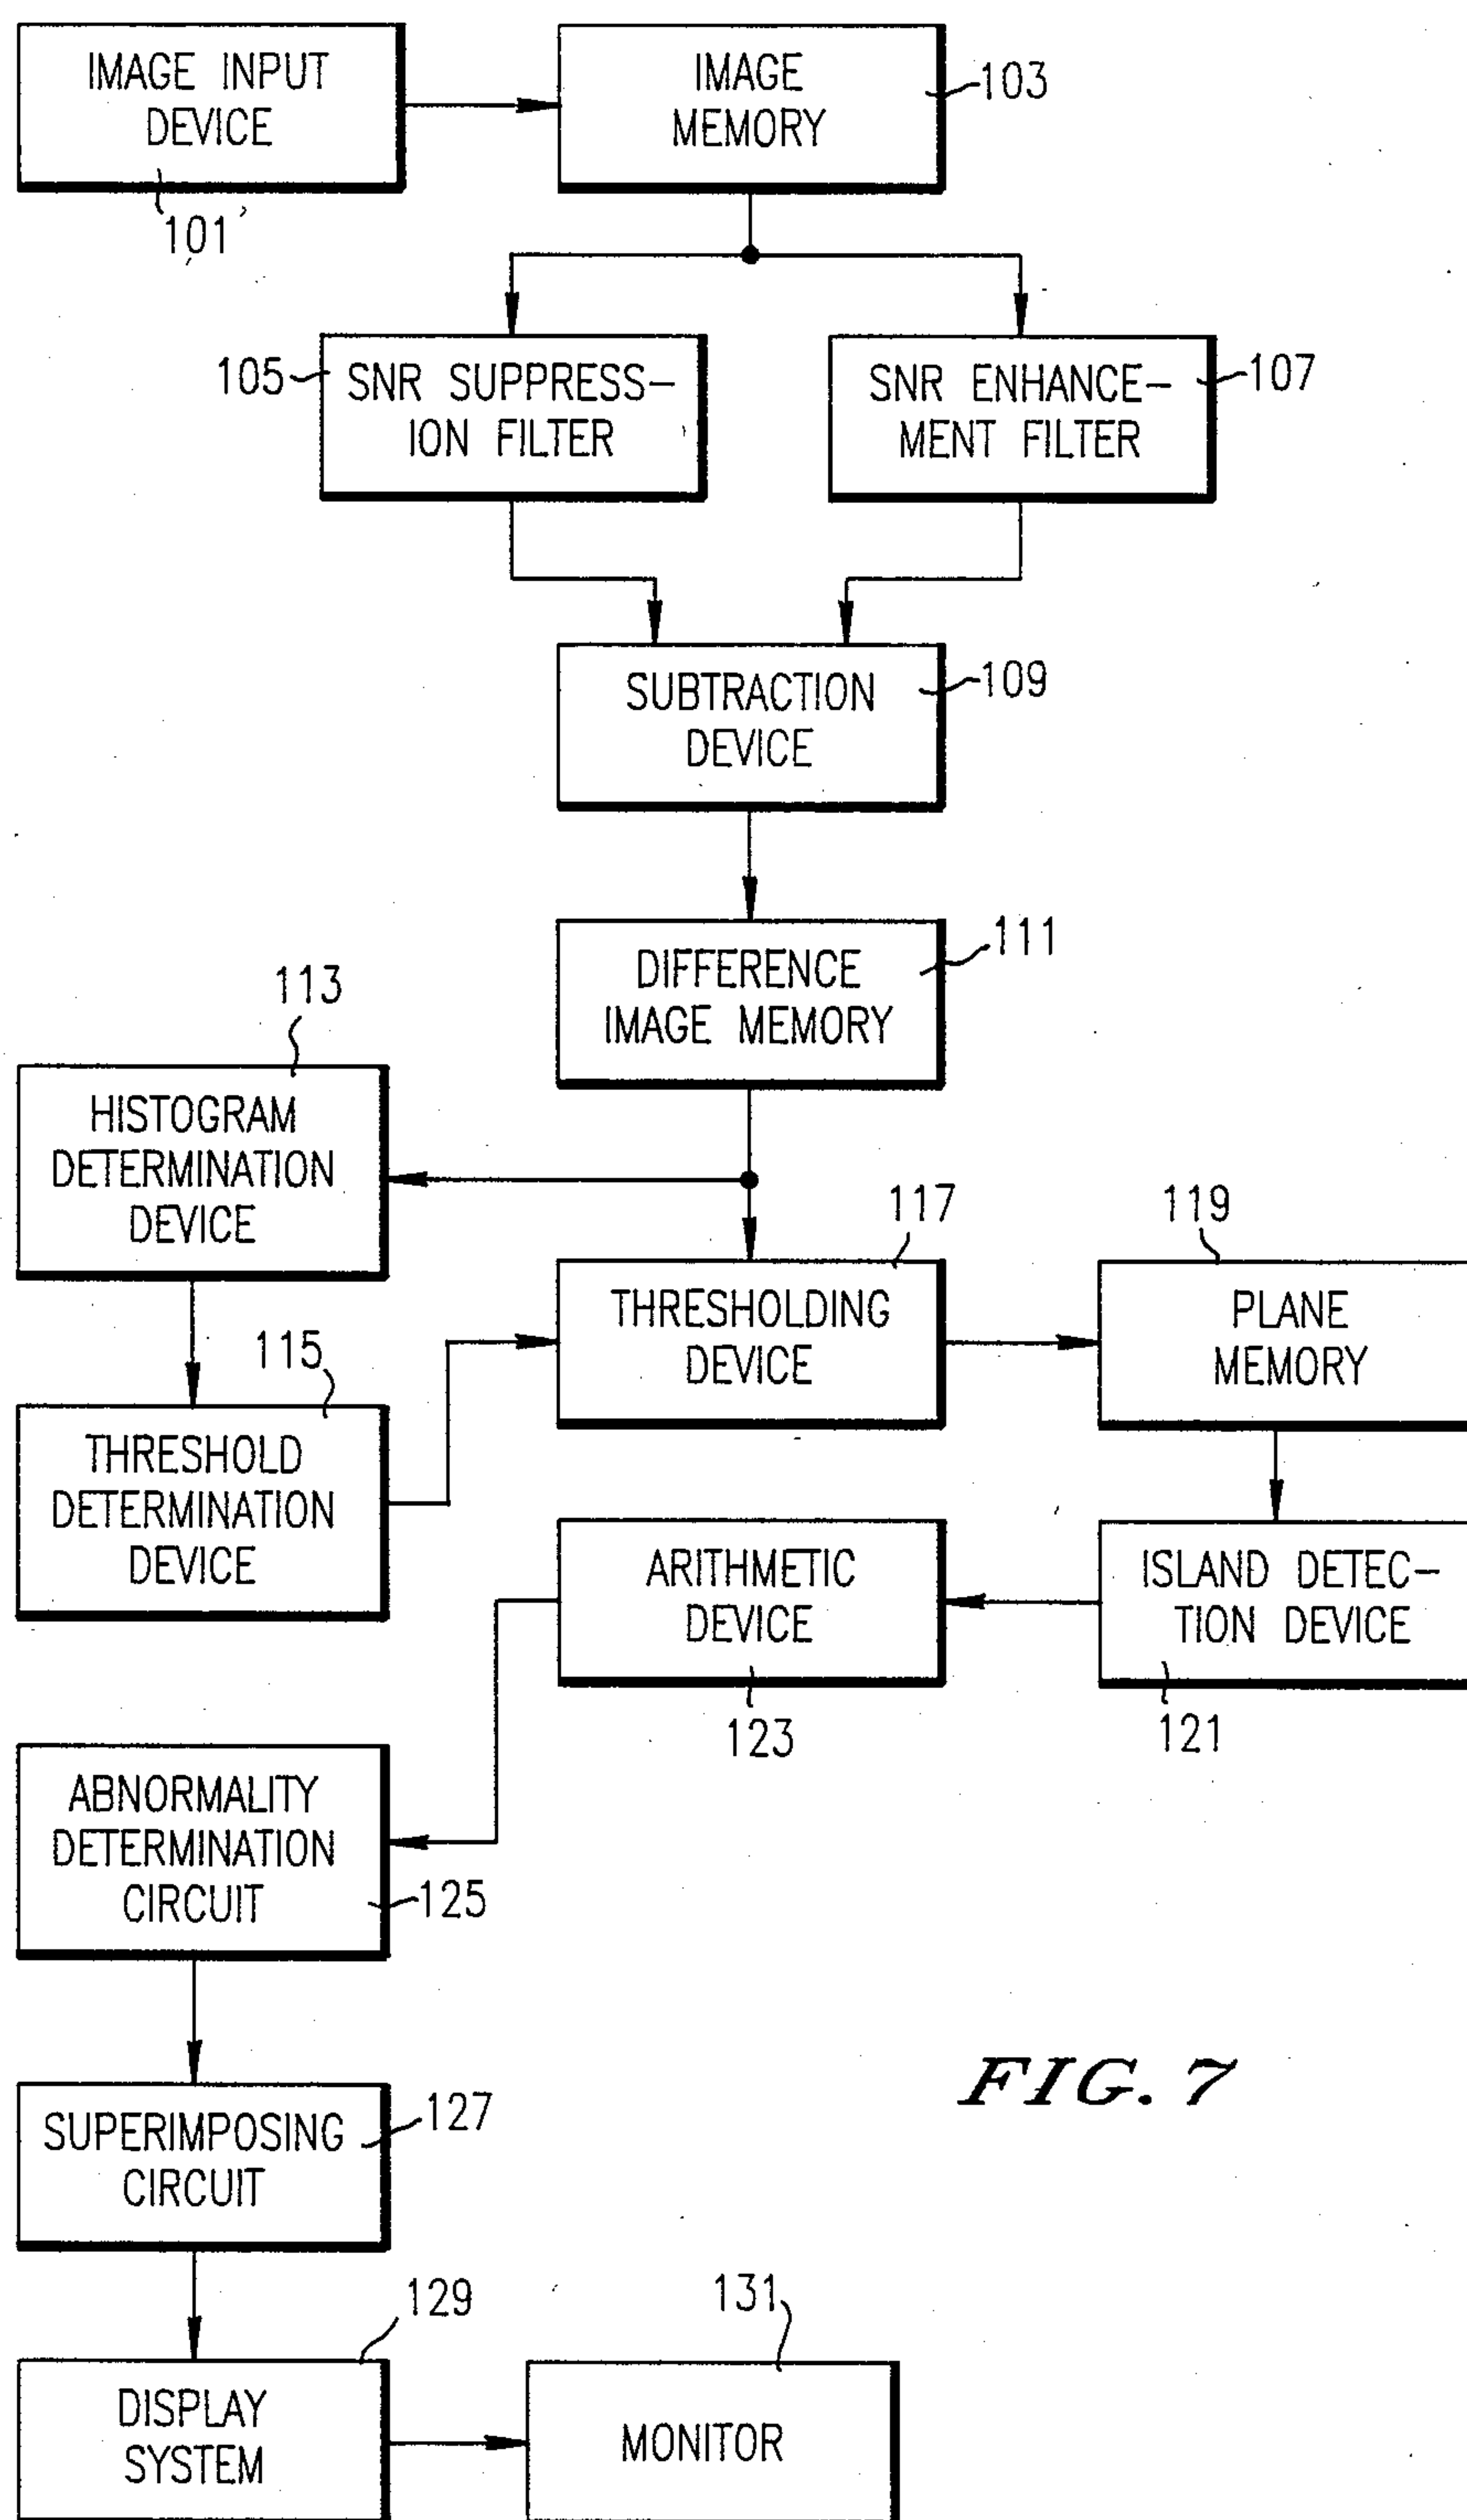 IMAGE INPUT
DEVICE
101
IMAGE
MEMORY
103
105
SNR SUPPRESS-
ION FILTER
SNR ENHANCE-
MENT FILTER
107
SUBTRACTION
DEVICE
109
DIFFERENCE
IMAGE MEMORY
111
113
HISTOGRAM
DETERMINATION
DEVICE
115
THRESHOLD
DETERMINATION
DEVICE
117
THRESHOLDING
DEVICE
119
PLANE
MEMORY
ISLAND DETEC-
TION DEVICE
121
ARITHMETIC
DEVICE
123
ABNORMALITY
DETERMINATION
CIRCUIT
125
SUPERIMPOSING
CIRCUIT
127
129
DISPLAY
SYSTEM
131
MONITOR
FIG. 7